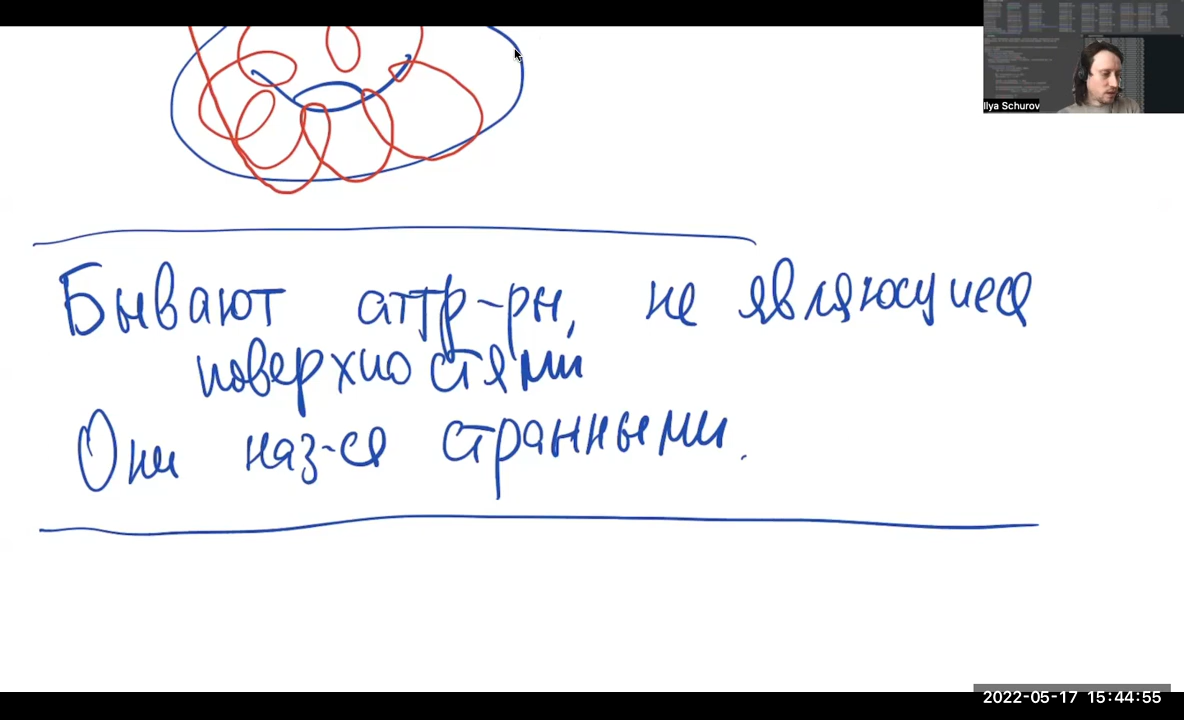 Ilya Schurov
Бывают аттр-ры, не являющиеся
поверхностями
Они наз-ся странными.
2022-05-17 15:44:55